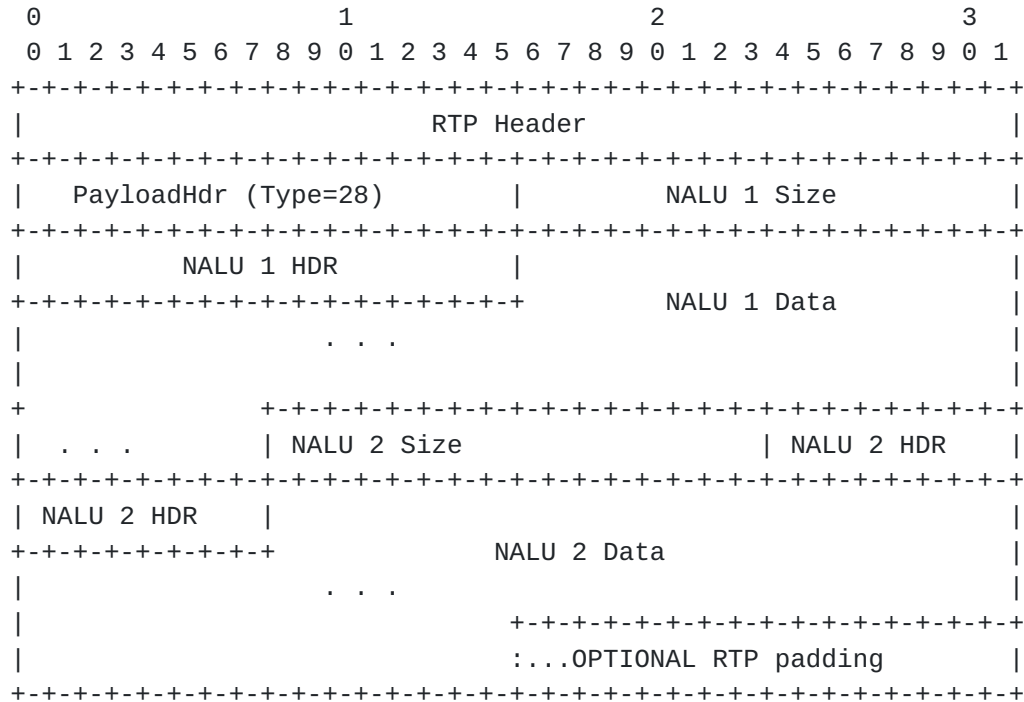 0                   1                   2                   3
 0 1 2 3 4 5 6 7 8 9 0 1 2 3 4 5 6 7 8 9 0 1 2 3 4 5 6 7 8 9 0 1
+-+-+-+-+-+-+-+-+-+-+-+-+-+-+-+-+-+-+-+-+-+-+-+-+-+-+-+-+-+-+-+-+
|                          RTP Header                           |
+-+-+-+-+-+-+-+-+-+-+-+-+-+-+-+-+-+-+-+-+-+-+-+-+-+-+-+-+-+-+-+-+
|   PayloadHdr (Type=28)        |         NALU 1 Size           |
+-+-+-+-+-+-+-+-+-+-+-+-+-+-+-+-+-+-+-+-+-+-+-+-+-+-+-+-+-+-+-+-+
|          NALU 1 HDR           |                               |
+-+-+-+-+-+-+-+-+-+-+-+-+-+-+-+-+         NALU 1 Data           |
|                   . . .                                       |
|                                                               |
+               +-+-+-+-+-+-+-+-+-+-+-+-+-+-+-+-+-+-+-+-+-+-+-+-+
|  . . .        | NALU 2 Size                   | NALU 2 HDR    |
+-+-+-+-+-+-+-+-+-+-+-+-+-+-+-+-+-+-+-+-+-+-+-+-+-+-+-+-+-+-+-+-+
| NALU 2 HDR    |                                               |
+-+-+-+-+-+-+-+-+              NALU 2 Data                      |
|                   . . .                                       |
|                               +-+-+-+-+-+-+-+-+-+-+-+-+-+-+-+-+
|                               :...OPTIONAL RTP padding        |
+-+-+-+-+-+-+-+-+-+-+-+-+-+-+-+-+-+-+-+-+-+-+-+-+-+-+-+-+-+-+-+-+